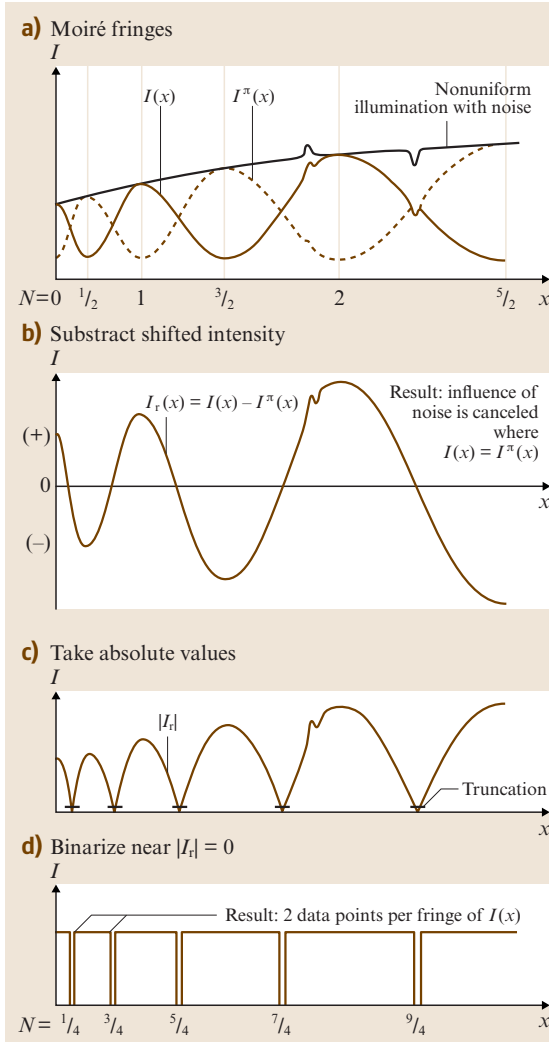 a) Moiré fringes
I
I(x)
I^π(x)
Nonuniform
illumination with noise
N=0 1/2 1 3/2 2 5/2 x
b) Substract shifted intensity
I
I_r(x) = I(x) – I^π(x)
Result: influence of
noise is canceled
where
I(x) = I^π(x)
(+)
0
x
(–)
c) Take absolute values
I
|I_r|
Truncation
x
d) Binarize near |I_r| = 0
I
Result: 2 data points per fringe of I(x)
N = 1/4 3/4 5/4 7/4 9/4 x